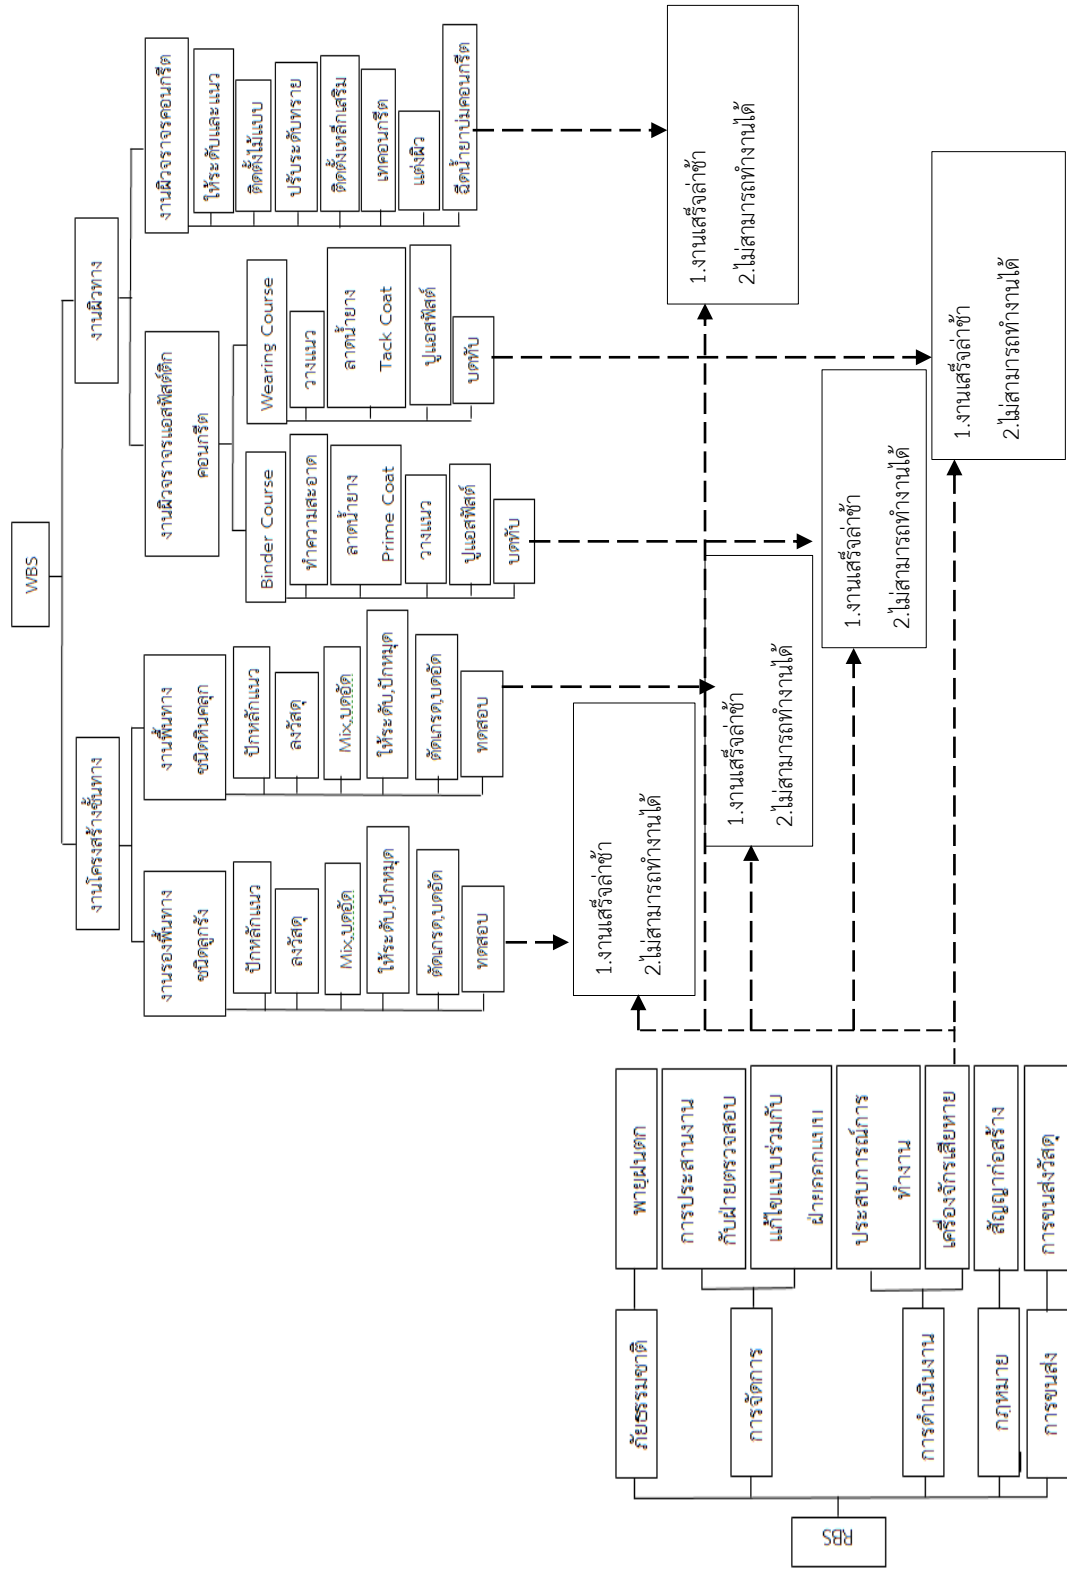 WBS
งานโครงสร้างชั้นทาง
งานผิวทาง
งานรองพื้นทาง
ชนิดลูกรัง
ปักหลักแนว
ลงวัสดุ
Mix,บดอัด
ให้ระดับ,ปักหมุด
ตัดเกรด,บดอัด
ทดสอบ
งานพื้นทาง
ชนิดหินคลุก
ปักหลักแนว
ลงวัสดุ
Mix,บดอัด
ให้ระดับ,ปักหมุด
ตัดเกรด,บดอัด
ทดสอบ
งานผิวจราจรแอสฟัสต์ติก
คอนกรีต
Binder Course
ทำความสะอาด
ลาดน้ำยาง
Prime Coat
วางแนว
ปูแอสฟัสต์
บดทับ
Wearing Course
วางแนว
ลาดน้ำยาง
Tack Coat
ปูแอสฟัสต์
บดทับ
งานผิวจราจรคอนกรีต
ให้ระดับและแนว
ติดตั้งไม้แบบ
ปรับระดับทราย
ติดตั้งเหล็กเสริม
เทคอนกรีต
แต่งผิว
ฉีดน้ำยาบ่มคอนกรีต
RBS
ภัยธรรมชาติ
พายุฝนตก
การจัดการ
การประสานงาน
กับฝ่ายตรวจสอบ
แก้ไขแบบร่วมกับ
ฝ่ายออกแบบ
การดำเนินงาน
ประสบการณ์การ
ทำงาน
เครื่องจักรเสียหาย
กฎหมาย
สัญญาก่อสร้าง
การขนส่ง
การขนส่งวัสดุ
1.งานเสร็จล่าช้า
2.ไม่สามารถทำงานได้
1.งานเสร็จล่าช้า
2.ไม่สามารถทำงานได้
1.งานเสร็จล่าช้า
2.ไม่สามารถทำงานได้
1.งานเสร็จล่าช้า
2.ไม่สามารถทำงานได้
1.งานเสร็จล่าช้า
2.ไม่สามารถทำงานได้